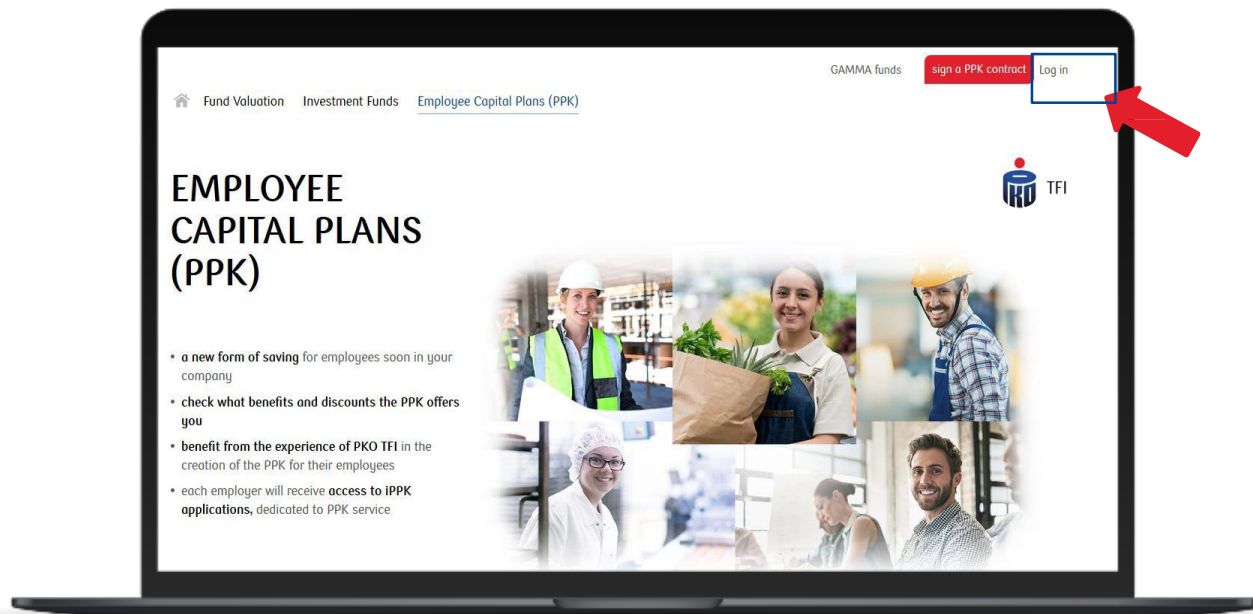 GAMMA funds sign a PPK contract Log in
Fund Valuation Investment Funds Employee Capital Plans (PPK)
EMPLOYEE
CAPITAL PLANS
(PPK)
PKO TFI
• a new form of saving for employees soon in your
company
• check what benefits and discounts the PPK offers
you
• benefit from the experience of PKO TFI in the
creation of the PPK for their employees
• each employer will receive access to iPPK
applications, dedicated to PPK service